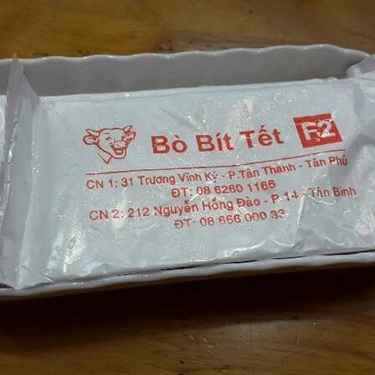 Bò Bít Tết R2
CN 1: 31 Trương Vĩnh Ký - P.Tân Thành - Tân Phú
ĐT: 08 6260 1166
CN 2: 212 Nguyễn Hồng Đào - P.14 - Tân Bình
ĐT: 08 666 000 33